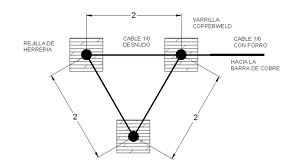 2
VARRILLA
COPPERWELD
REJILLA DE
HERRERIA
CABLE 1/0
DESNUDO
CABLE 1/0
CON FORRO
HACIA LA
BARRA DE COBRE
2
2